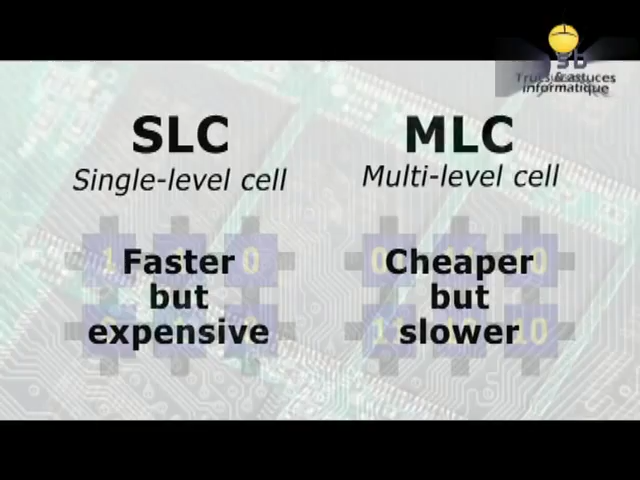 Trucs & astuces
informatique
SLC
MLC
Single-level cell
Multi-level cell
Faster
but
expensive
Cheaper
but
slower